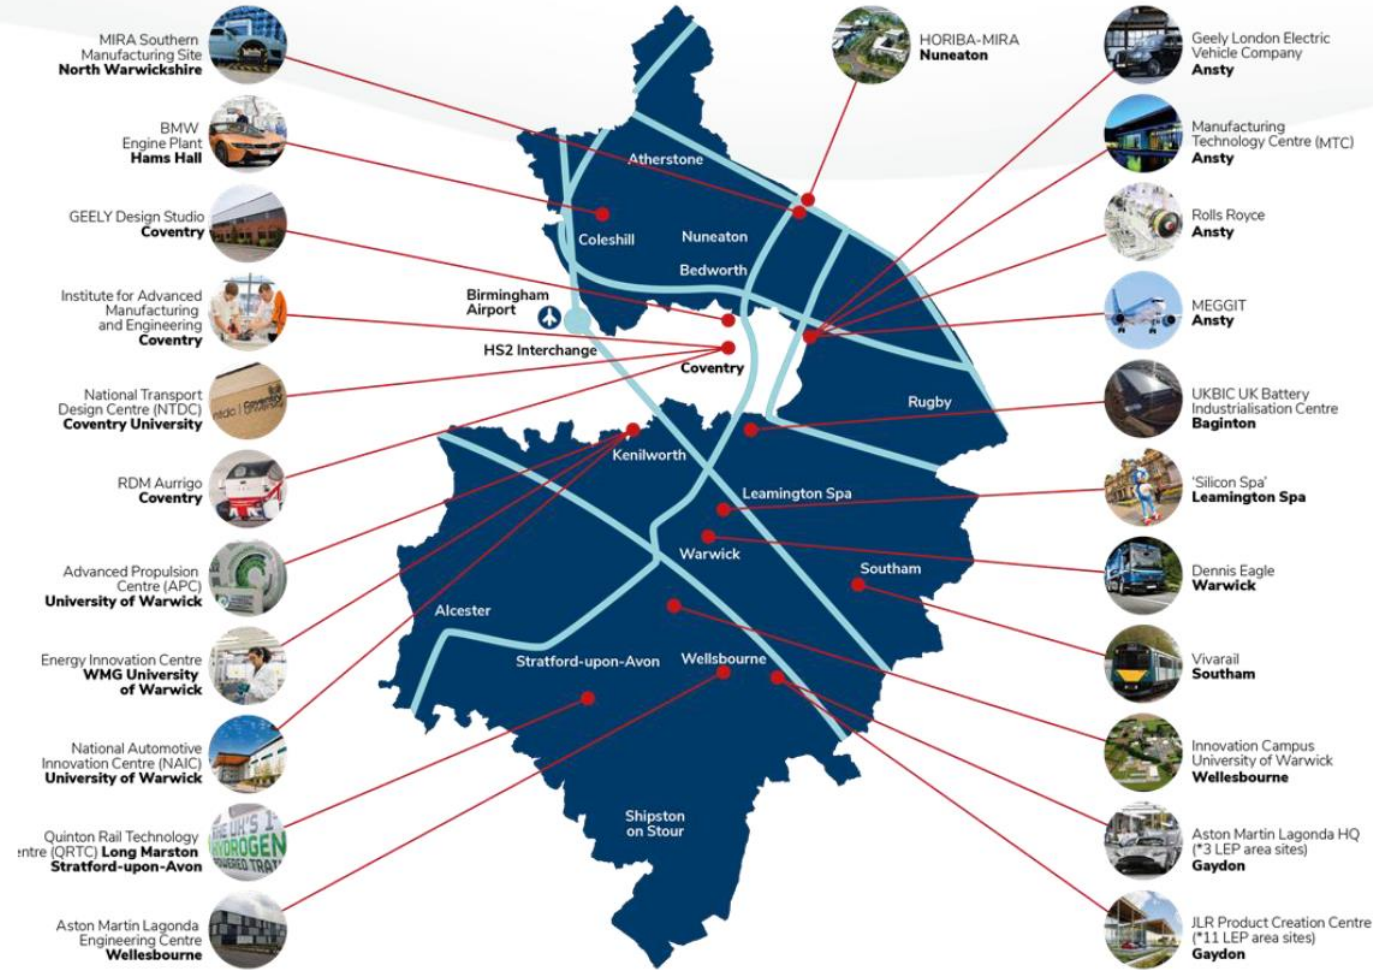 MIRA Southern
Manufacturing Site
North Warwickshire
BMW
Engine Plant
Hams Hall
GEELY Design Studio
Coventry
Institute for Advanced
Manufacturing
and Engineering
Coventry
National Transport
Design Centre (NTDC)
Coventry University
RDM Aurrigo
Coventry
Advanced Propulsion
Centre (APC)
University of Warwick
Energy Innovation Centre
WMG University
of Warwick
National Automotive
Innovation Centre (NAIC)
University of Warwick
Quinton Rail Technology
entre (QRTC) Long Marston
Stratford-upon-Avon
Aston Martin Lagonda
Engineering Centre
Wellesbourne
THE UK'S 1
HYDROGEN
POWERED TRAI
Atherstone
Coleshill
Nuneaton
Bedworth
Birmingham
Airport
HS2 Interchange
Coventry
Rugby
Kenilworth
Leamington Spa
Warwick
Southam
Alcester
Stratford-upon-Avon
Wellsbourne
Shipston
on Stour
HORIBA-MIRA
Nuneaton
Geely London Electric
Vehicle Company
Ansty
Manufacturing
Technology Centre (MTC)
Ansty
Rolls Royce
Ansty
MEGGIT
Ansty
UKBIC UK Battery
Industrialisation Centre
Baginton
'Silicon Spa'
Leamington Spa
Dennis Eagle
Warwick
Vivarail
Southam
Innovation Campus
University of Warwick
Wellesbourne
Aston Martin Lagonda HQ
(*3 LEP area sites)
Gaydon
JLR Product Creation Centre
(*11 LEP area sites)
Gaydon